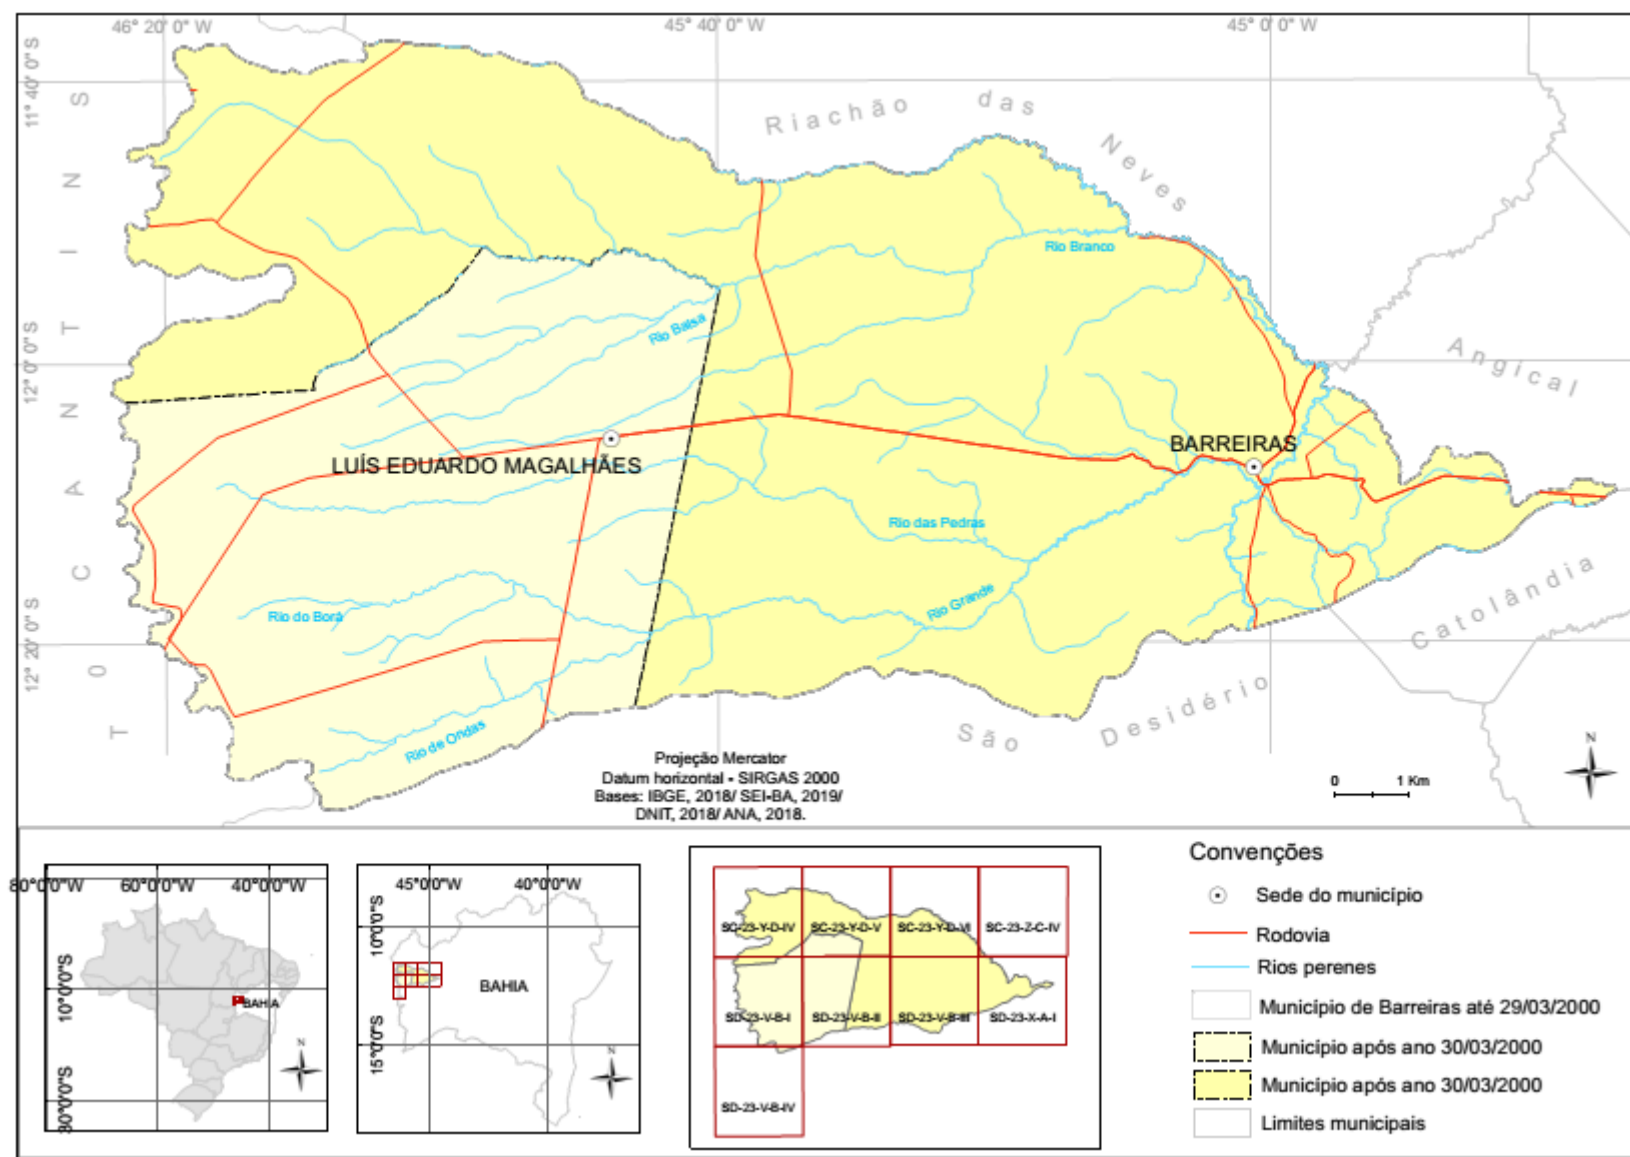 46° 20' 0" W
45° 40' 0" W
45° 0' 0" W
11° 40' 0"S
12° 0' 0"S
12° 20' 0"S
TOCANTINS
Riachão das Neves
Angical
Catolândia
São Desidério
Rio Branco
Rio Balsa
BARREIRAS
LUÍS EDUARDO MAGALHÃES
Rio das Pedras
Rio Grande
Rio do Borá
Rio de Ondas
Projeção Mercator
Datum horizontal - SIRGAS 2000
Bases: IBGE, 2018/ SEI-BA, 2019/
DNIT, 2018/ ANA, 2018.
0 1 Km
N
80°0'0"W 60°0'0"W 40°0'0"W
10°0'0"S
30°0'0"S
BAHIA
N
45°0'0"W 40°0'0"W
10°0'0"S
15°0'0"S
BAHIA
N
SC-23-Y-D-IV SC-23-Y-D-V SC-23-Y-D-VI SC-23-Z-C-IV
SD-23-V-B-I SD-23-V-B-II SD-23-V-B-III SD-23-X-A-I
SD-23-V-B-IV
Convenções
Sede do município
Rodovia
Rios perenes
Município de Barreiras até 29/03/2000
Município após ano 30/03/2000
Município após ano 30/03/2000
Limites municipais